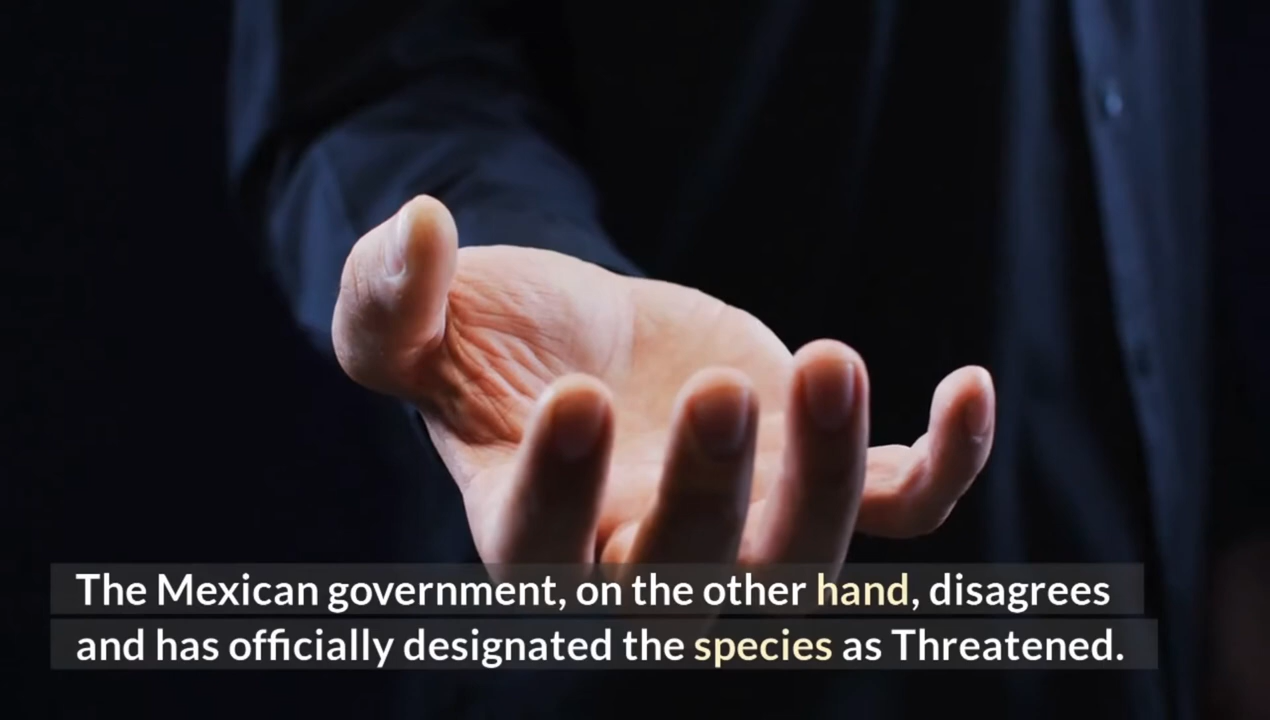 The Mexican government, on the other hand, disagrees
and has officially designated the species as Threatened.